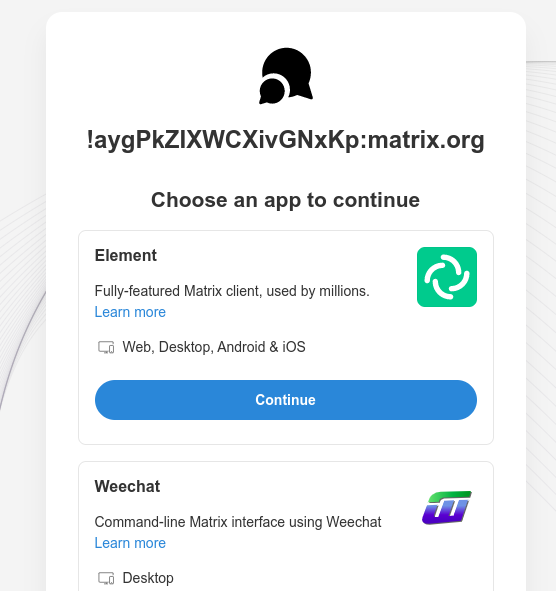 !aygPkZIXWCXivGNxKp:matrix.org
Choose an app to continue
Element
Fully-featured Matrix client, used by millions.
Learn more
Web, Desktop, Android & iOS
Continue
Weechat
Command-line Matrix interface using Weechat
Learn more
Desktop